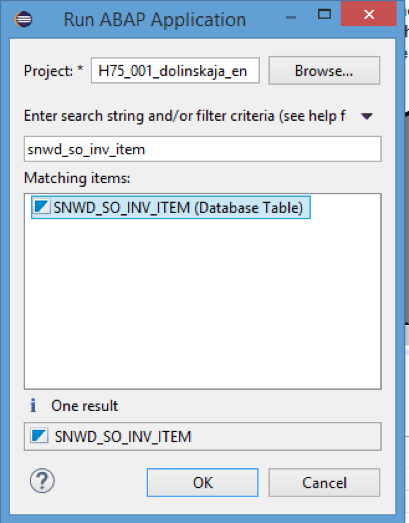 Run ABAP Application
Project: * H75_001_dolinskaja_en Browse...
Enter search string and/or filter criteria (see help f
snwd_so_inv_item
Matching items:
SNWD_SO_INV_ITEM (Database Table)
i One result
SNWD_SO_INV_ITEM
? OK Cancel